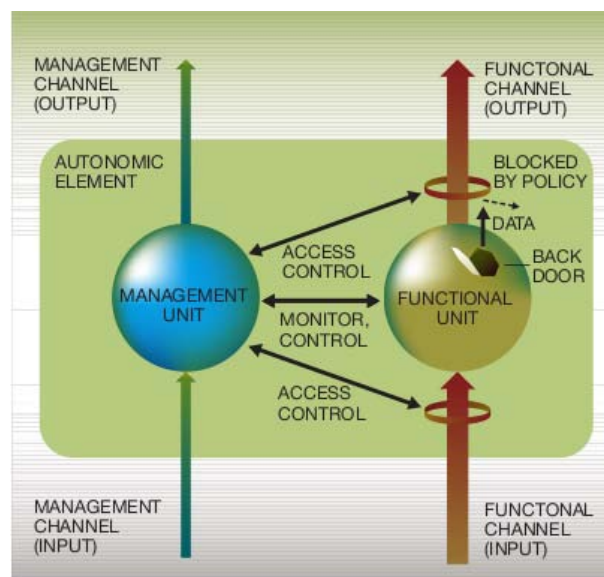 MANAGEMENT
CHANNEL
(OUTPUT)
FUNCTONAL
CHANNEL
(OUTPUT)
AUTONOMIC
ELEMENT
BLOCKED
BY POLICY
DATA
ACCESS
CONTROL
BACK
DOOR
MANAGEMENT
UNIT
FUNCTIONAL
UNIT
MONITOR,
CONTROL
ACCESS
CONTROL
MANAGEMENT
CHANNEL
(INPUT)
FUNCTONAL
CHANNEL
(INPUT)